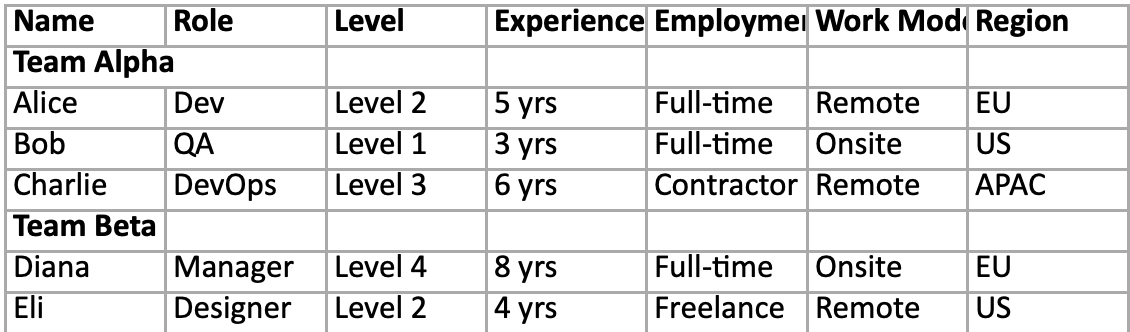 Name Role Level Experience Employmen Work Mode Region
Team Alpha
Alice Dev Level 2 5 yrs Full-time Remote EU
Bob QA Level 1 3 yrs Full-time Onsite US
Charlie DevOps Level 3 6 yrs Contractor Remote APAC
Team Beta
Diana Manager Level 4 8 yrs Full-time Onsite EU
Eli Designer Level 2 4 yrs Freelance Remote US